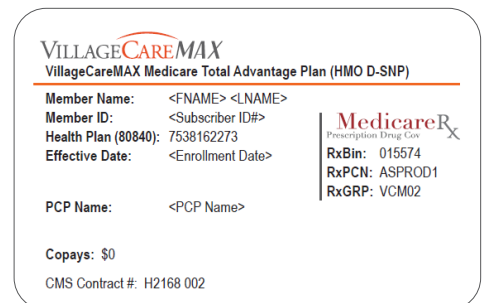 VILLAGECAREMAX
VillageCareMAX Medicare Total Advantage Plan (HMO D-SNP)
Member Name: <FNAME> <LNAME>
Member ID: <Subscriber ID#>
Health Plan (80840): 7538162273
Effective Date: <Enrollment Date>
PCP Name: <PCP Name>
Copays: $0
CMS Contract #: H2168 002
MedicareRx
Prescription Drug Cov
RxBin: 015574
RxPCN: ASPROD1
RxGRP: VCM02